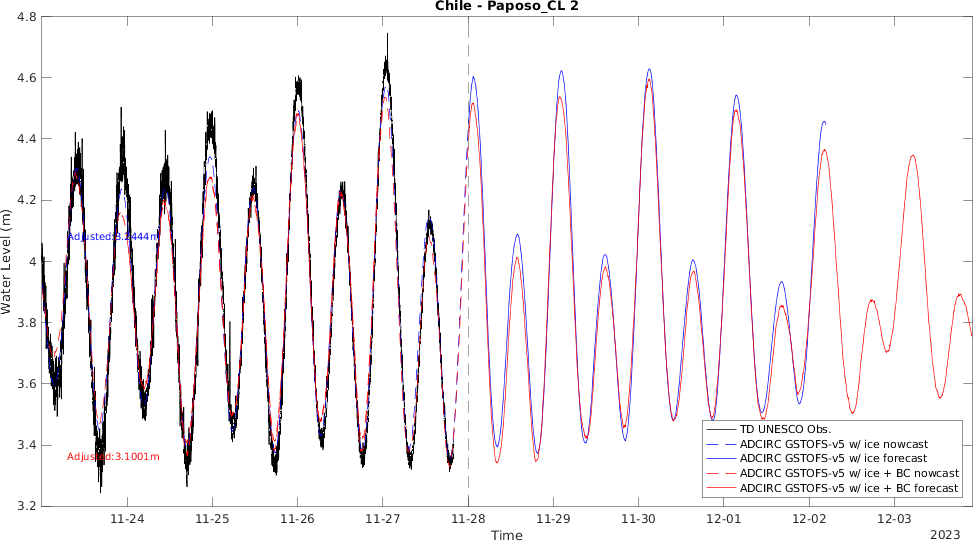 Chile - Paposo_CL 2
Water Level (m)
4.8
4.6
4.4
4.2
4
3.8
3.6
3.4
3.2
Adjusted:3.2444m
Adjusted:3.1001m
TD UNESCO Obs.
ADCIRC GSTOFS-v5 w/ ice nowcast
ADCIRC GSTOFS-v5 w/ ice forecast
ADCIRC GSTOFS-v5 w/ ice + BC nowcast
ADCIRC GSTOFS-v5 w/ ice + BC forecast
11-24 11-25 11-26 11-27 11-28 11-29 11-30 12-01 12-02 12-03
Time
2023